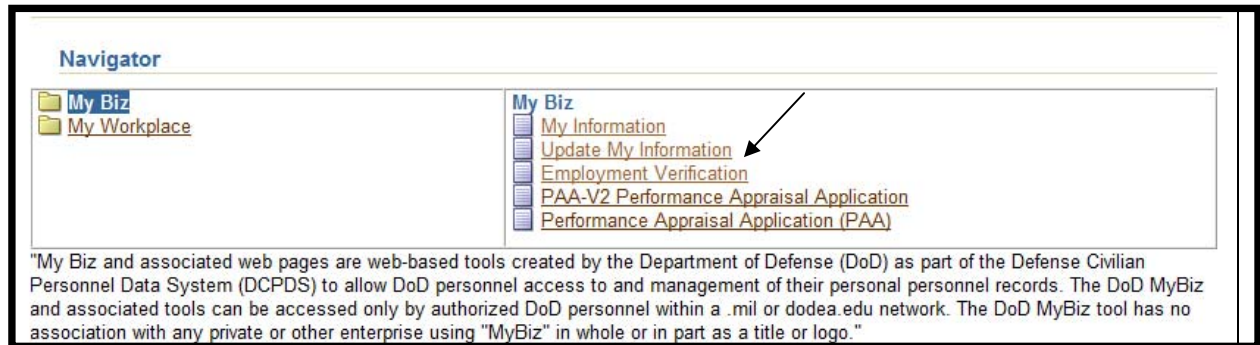 Navigator
My Biz
My Workplace
My Biz
My Information
Update My Information
Employment Verification
PAA-V2 Performance Appraisal Application
Performance Appraisal Application (PAA)
"My Biz and associated web pages are web-based tools created by the Department of Defense (DoD) as part of the Defense Civilian
Personnel Data System (DCPDS) to allow DoD personnel access to and management of their personal personnel records. The DoD MyBiz
and associated tools can be accessed only by authorized DoD personnel within a .mil or dodea.edu network. The DoD MyBiz tool has no
association with any private or other enterprise using "MyBiz" in whole or in part as a title or logo."